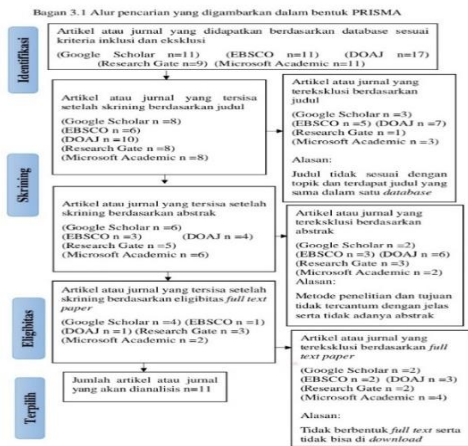 Bagan 3.1 Alur pencarian yang digambarkan dalam bentuk PRISMA
Identifikasi
Artikel atau jurnal yang didapatkan berdasarkan database sesuai
kriteria inklusi dan eksklusi
(Google Scholar n=11) (EBSCO n=11) (DOAJ n=17)
(Research Gate=9) (Microsoft Academic n=11)
Skrining
Artikel atau jurnal yang tersisa
setelah skrining berdasarkan judul
(Google Scholar n =8)
(EBSCO n =6)
(DOAJ n =10)
(Research Gate n =8)
(Microsoft Academic n =8)
Artikel atau jurnal yang
tereksklusi berdasarkan
judul
(Google Scholar n =3)
(EBSCO n =5) (DOAJ n =7)
(Research Gate n =1)
(Microsoft Academic n =3)
Alasan:
Judul tidak sesuai dengan
topik dan terdapat judul yang
sama dalam satu database
Artikel atau jurnal yang tersisa setelah
skrining berdasarkan abstrak
(Google Scholar n=6)
(EBSCO n =3) (DOAJ n =4)
(Research Gate n =5)
(Microsoft Academic n =6)
Artikel atau jurnal yang
tereksklusi berdasarkan
abstrak
(Google Scholar n =2)
(EBSCO n =3) (DOAJ n =6)
(Research Gate n =3)
(Microsoft Academic n =2)
Alasan:
Metode penelitian dan tujuan
tidak tercantum dengan jelas
serta tidak adanya abstrak
Eligibitas
Artikel atau jurnal yang tersisa setelah
skrining berdasarkan eligibitas full text
paper
(Google Scholar n=4) (EBSCO n =1)
(DOAJ n =1) (Research Gate n =3)
(Microsoft Academic n =2)
Artikel atau jurnal yang
tereksklusi berdasarkan full
text paper
(Google Scholar n =2)
(EBSCO n =2) (DOAJ n =3)
(Research Gate n =2)
(Microsoft Academic n =4)
Alasan:
Tidak berbentuk full text serta
tidak bisa di download
Terpilih
Jumlah artikel atau jurnal
yang akan dianalisis n=11